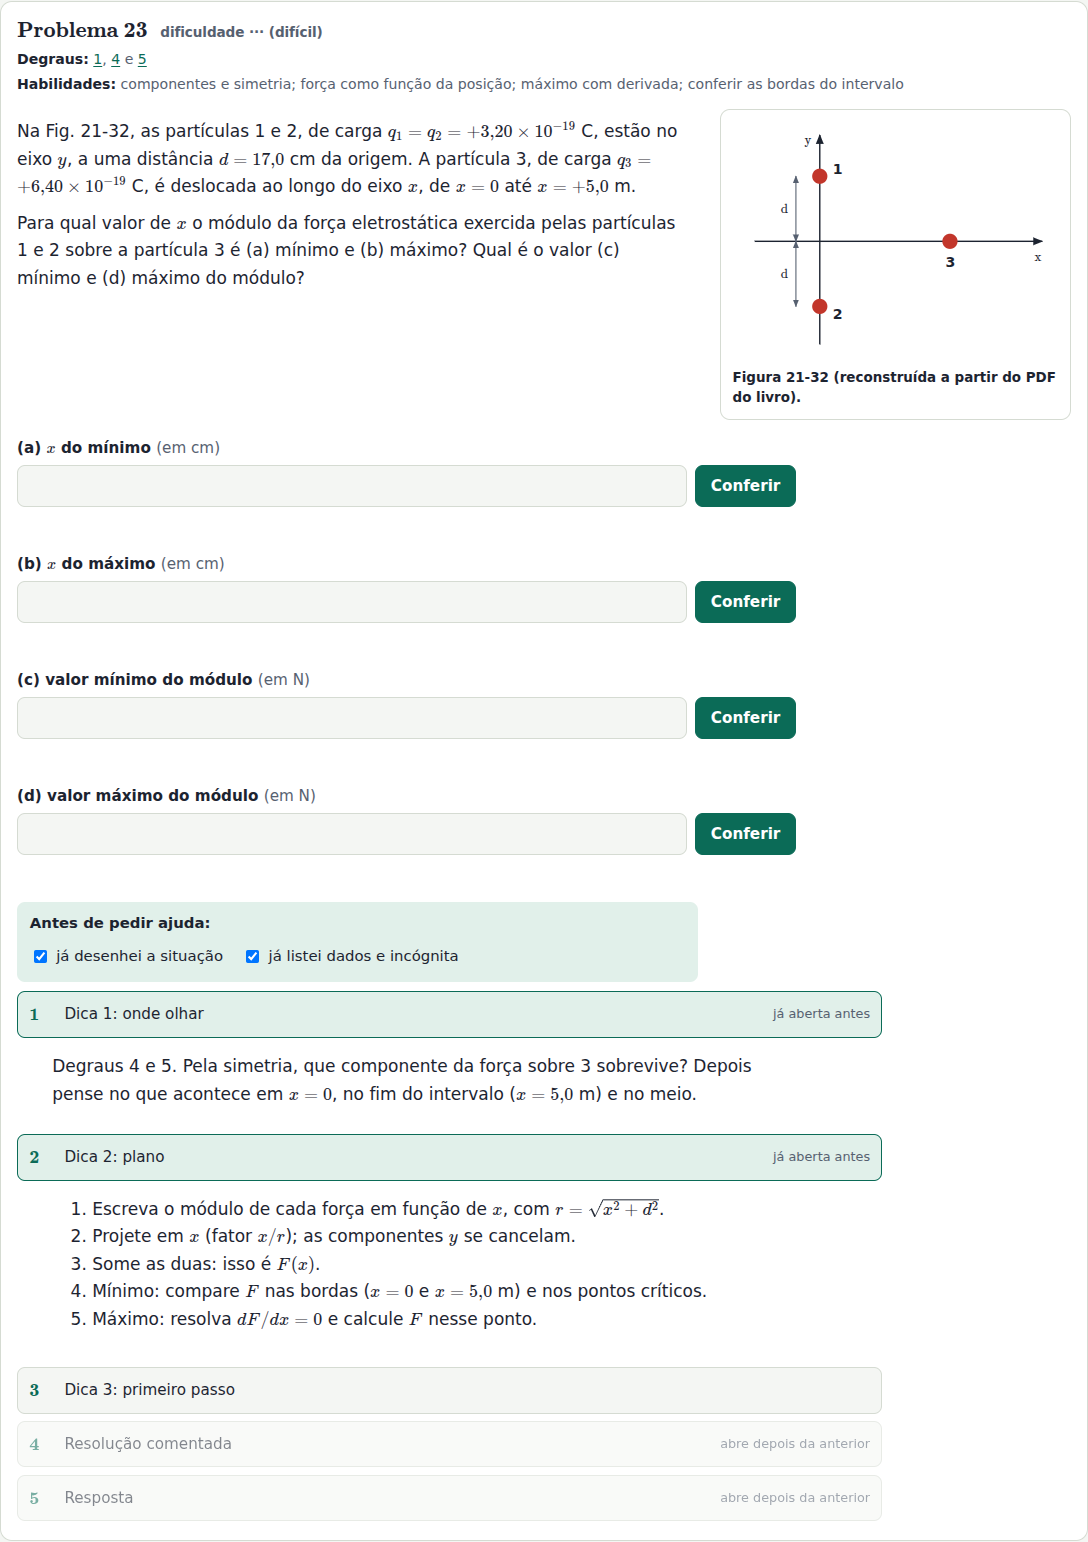 Problema 23 dificuldade ··· (difícil)
Degraus: 1, 4 e 5
Habilidades: componentes e simetria; força como função da posição; máximo com derivada; conferir as bordas do intervalo
Na Fig. 21-32, as partículas 1 e 2, de carga q₁ = q₂ = +3,20 × 10⁻¹⁹ C, estão no
eixo y, a uma distância d = 17,0 cm da origem. A partícula 3, de carga q₃ =
+6,40 × 10⁻¹⁹ C, é deslocada ao longo do eixo x, de x = 0 até x = +5,0 m.
Para qual valor de x o módulo da força eletrostática exercida pelas partículas
1 e 2 sobre a partícula 3 é (a) mínimo e (b) máximo? Qual é o valor (c)
mínimo e (d) máximo do módulo?
y
1
d
x
3
d
2
Figura 21-32 (reconstruída a partir do PDF
do livro).
(a) x do mínimo (em cm)
Conferir
(b) x do máximo (em cm)
Conferir
(c) valor mínimo do módulo (em N)
Conferir
(d) valor máximo do módulo (em N)
Conferir
Antes de pedir ajuda:
já desenhei a situação já listei dados e incógnita
1 Dica 1: onde olhar já aberta antes
Degraus 4 e 5. Pela simetria, que componente da força sobre 3 sobrevive? Depois
pense no que acontece em x = 0, no fim do intervalo (x = 5,0 m) e no meio.
2 Dica 2: plano já aberta antes
1. Escreva o módulo de cada força em função de x, com r = √(x² + d²).
2. Projete em x (fator x/r); as componentes y se cancelam.
3. Some as duas: isso é F(x).
4. Mínimo: compare F nas bordas (x = 0 e x = 5,0 m) e nos pontos críticos.
5. Máximo: resolva dF/dx = 0 e calcule F nesse ponto.
3 Dica 3: primeiro passo
4 Resolução comentada abre depois da anterior
5 Resposta abre depois da anterior